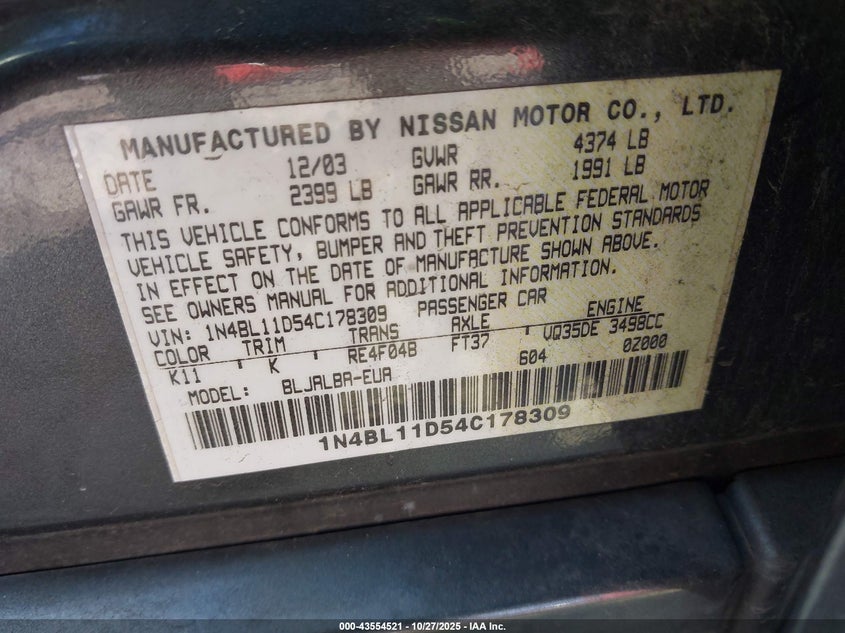 MANUFACTURED BY NISSAN MOTOR CO., LTD.
DATE 12/03 GVWR 4374 LB
GAWR FR. 2399 LB GAWR RR. 1991 LB
THIS VEHICLE CONFORMS TO ALL APPLICABLE FEDERAL MOTOR
VEHICLE SAFETY, BUMPER AND THEFT PREVENTION STANDARDS
IN EFFECT ON THE DATE OF MANUFACTURE SHOWN ABOVE.
SEE OWNERS MANUAL FOR ADDITIONAL INFORMATION.
VIN: 1N4BL11D54C178309 PASSENGER CAR
COLOR TRIM TRANS AXLE ENGINE
K11 ' K ' RE4F04B ' FT37 ' VQ35DE 3498CC
604 0Z000
MODEL: BLJALBA-EUA
1N4BL11D54C178309
000-43554521 - 10/27/2025 - IAA Inc.